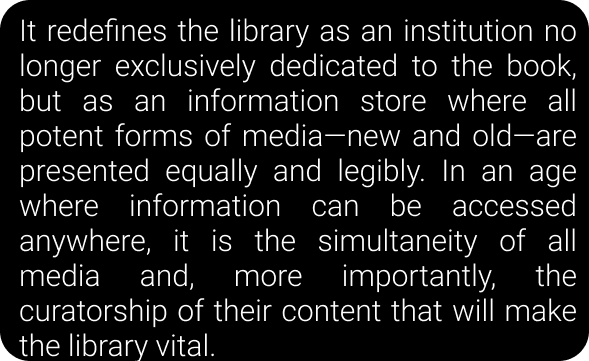 It redefines the library as an institution no
longer exclusively dedicated to the book,
but as an information store where all
potent forms of media—new and old—are
presented equally and legibly. In an age
where information can be accessed
anywhere, it is the simultaneity of all
media and, more importantly, the
curatorship of their content that will make
the library vital.